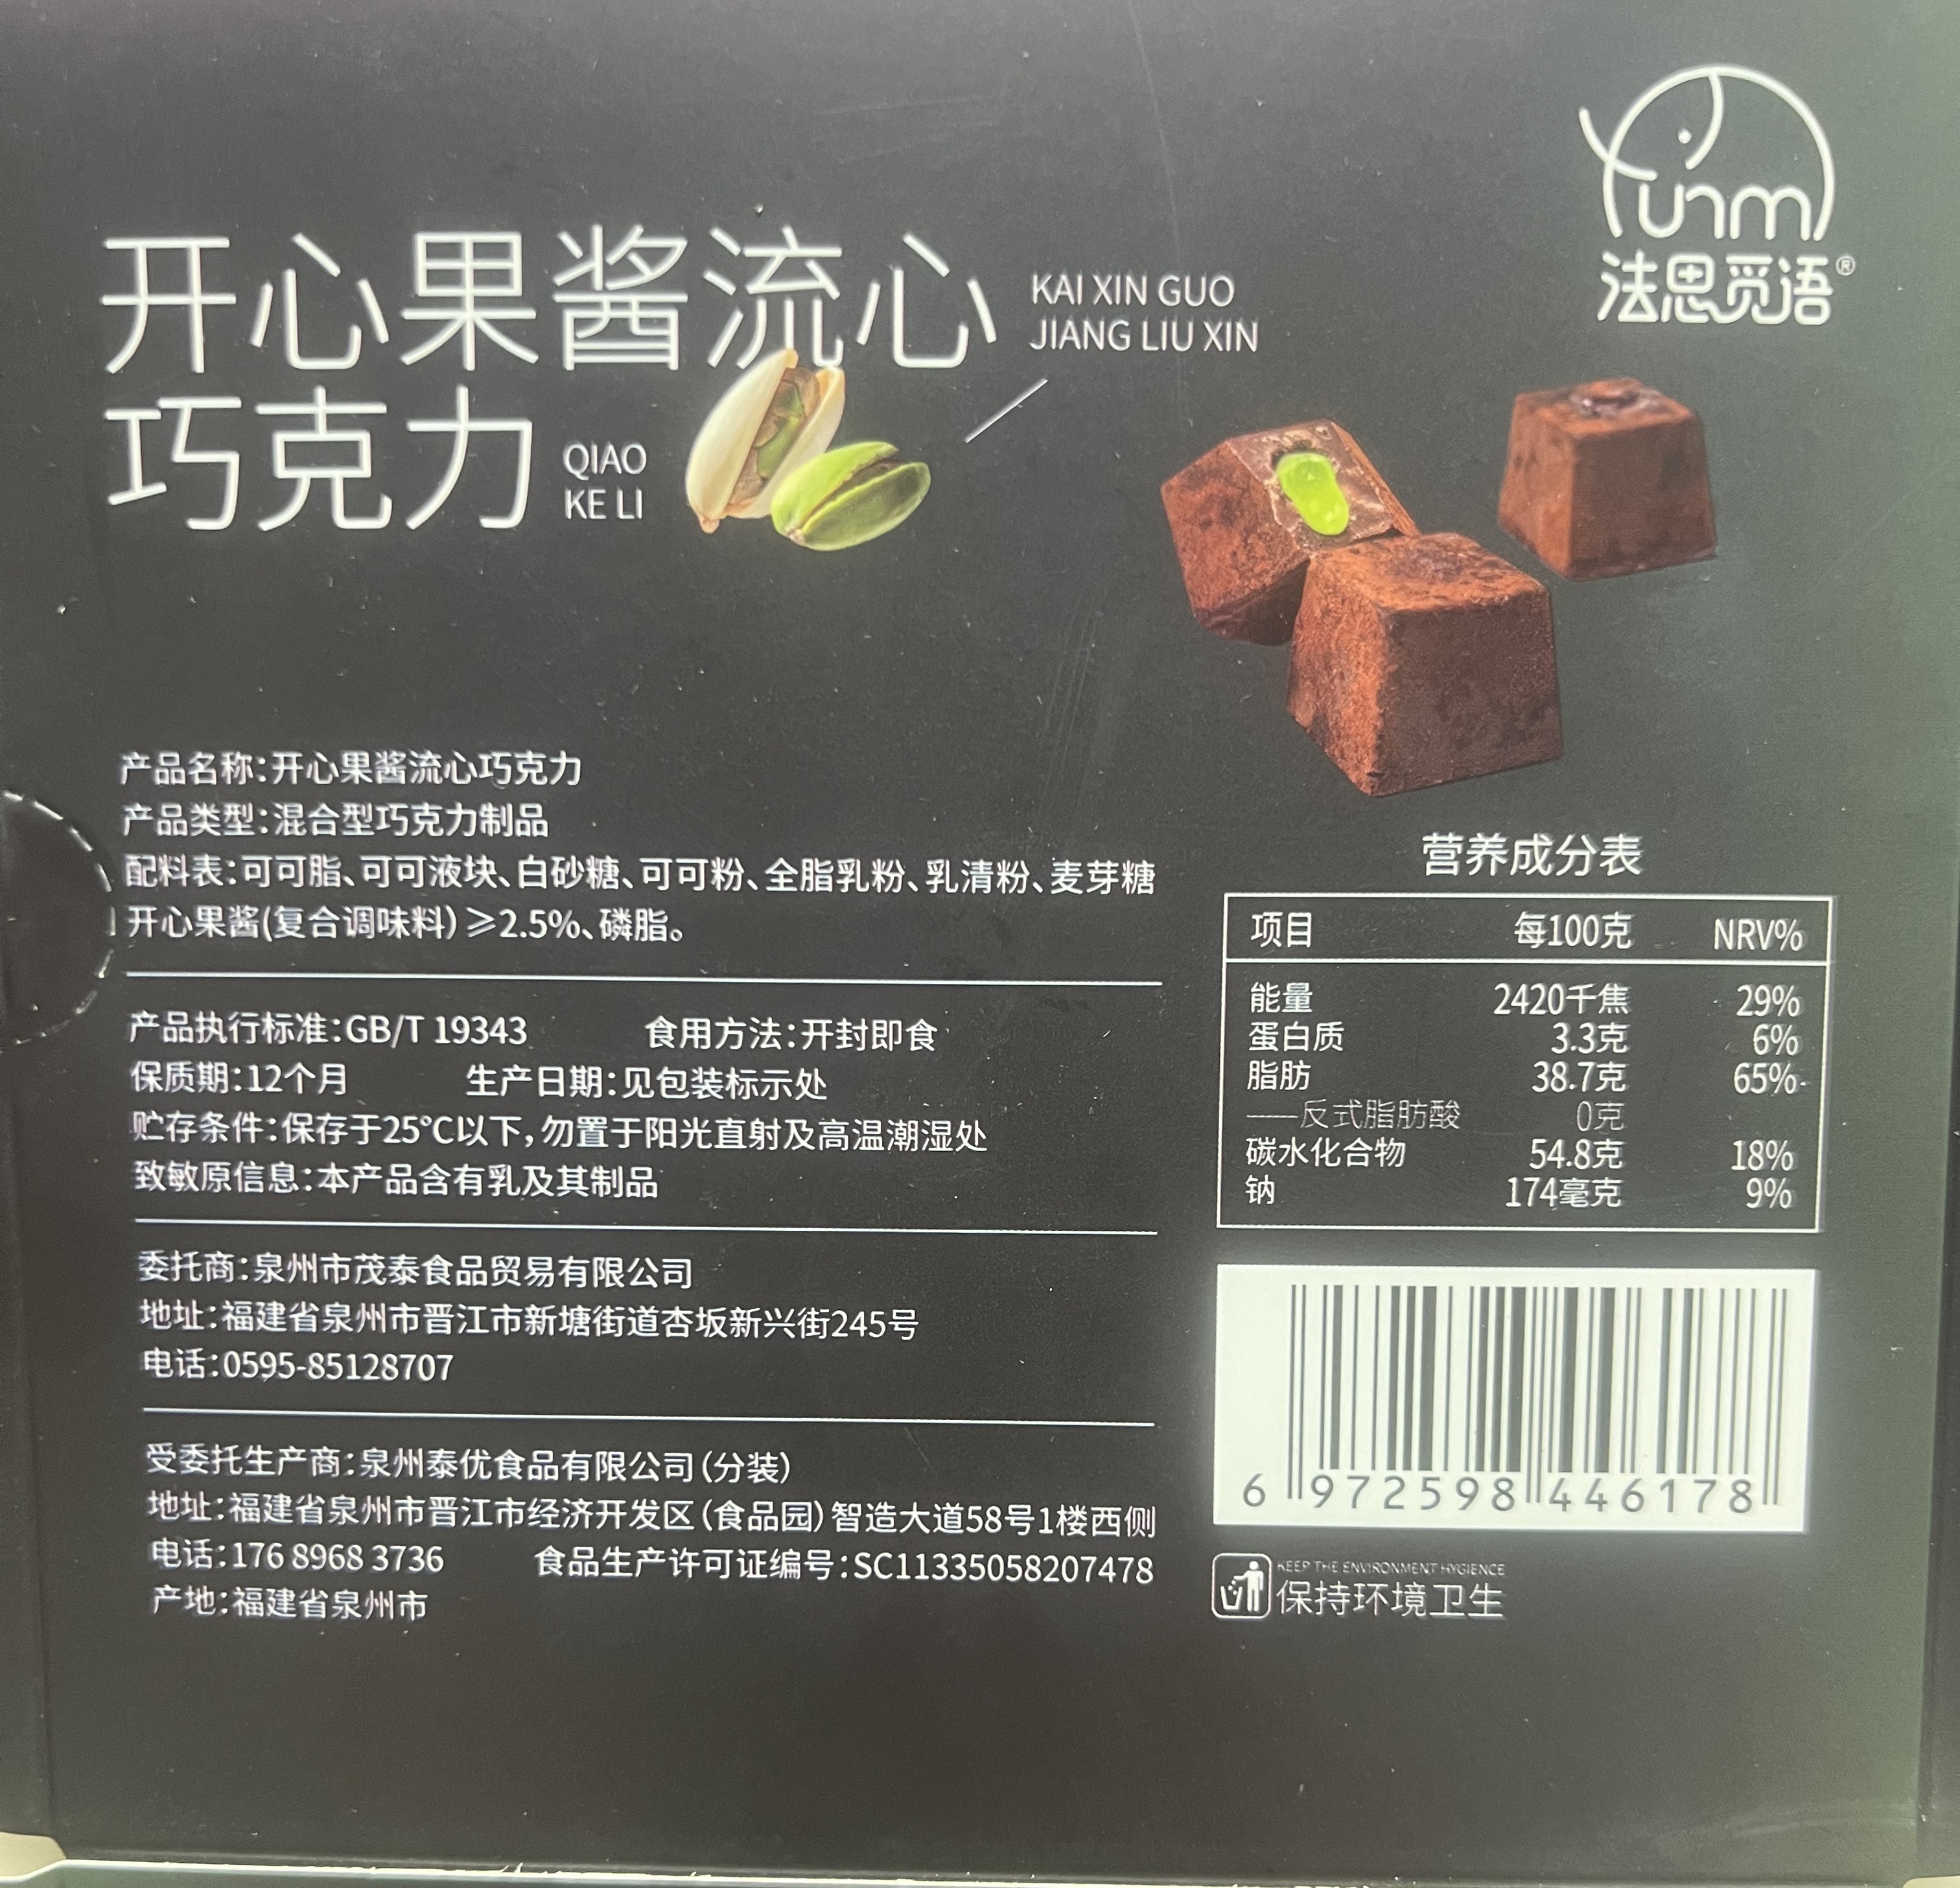 unm
法思觅语®
开心果酱流心 KAI XIN GUO JIANG LIU XIN
巧克力 QIAO KE LI
产品名称:开心果酱流心巧克力
产品类型:混合型巧克力制品
配料表:可可脂、可可液块、白砂糖、可可粉、全脂乳粉、乳清粉、麦芽糖
开心果酱(复合调味料)≥2.5%、磷脂。
产品执行标准:GB/T 19343 食用方法:开封即食
保质期:12个月 生产日期:见包装标示处
贮存条件:保存于25℃以下,勿置于阳光直射及高温潮湿处
致敏原信息:本产品含有乳及其制品
委托商:泉州市茂泰食品贸易有限公司
地址:福建省泉州市晋江市新塘街道杏坂新兴街245号
电话:0595-85128707
受委托生产商:泉州泰优食品有限公司(分装)
地址:福建省泉州市晋江市经济开发区(食品园)智造大道58号1楼西侧
电话:176 8968 3736 食品生产许可证编号:SC11335058207478
产地:福建省泉州市
营养成分表
项目 每100克 NRV%
能量 2420千焦 29%
蛋白质 3.3克 6%
脂肪 38.7克 65%
——反式脂肪酸 0克
碳水化合物 54.8克 18%
钠 174毫克 9%
6 972598 446178
KEEP THE ENVIRONMENT HYGIENCE
保持环境卫生